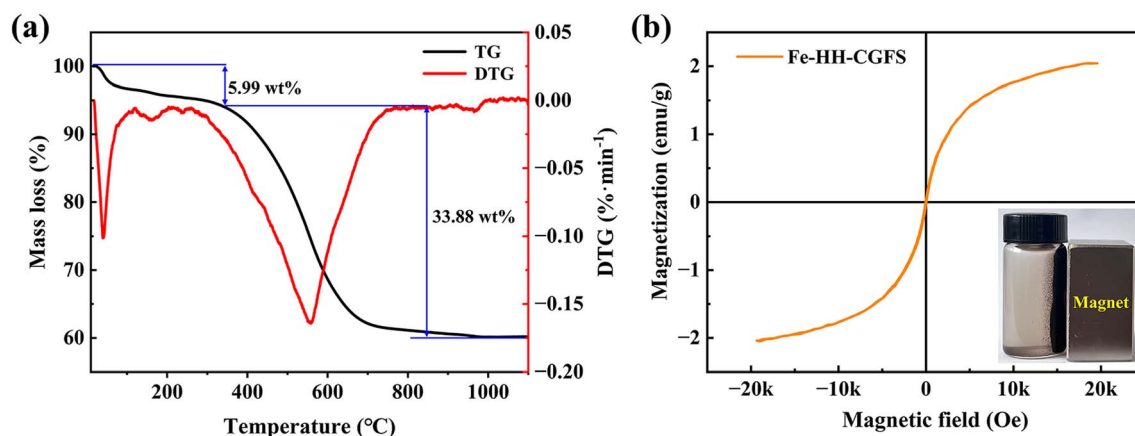 (a)
TG
DTG
5.99 wt%
33.88 wt%
100
90
80
70
60
Mass loss (%)
0.05
0.00
−0.05
−0.10
−0.15
−0.20
DTG (%·min⁻¹)
200 400 600 800 1000
Temperature (℃)
(b)
Fe-HH-CGFS
2
1
0
−1
−2
Magnetization (emu/g)
Magnet
−20k −10k 0 10k 20k
Magnetic field (Oe)